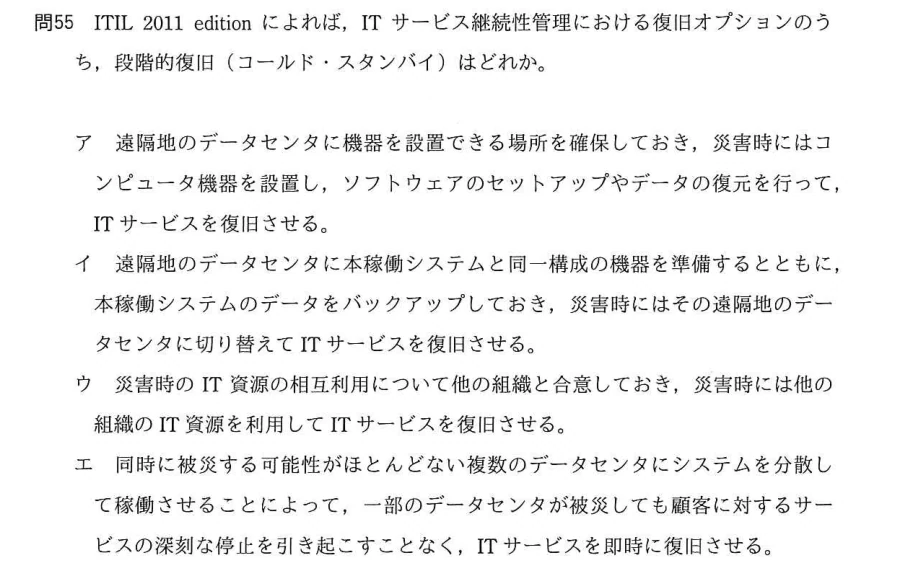 問55 ITIL 2011 edition によれば，IT サービス継続性管理における復旧オプションのう
ち，段階的復旧（コールド・スタンバイ）はどれか。
ア 遠隔地のデータセンタに機器を設置できる場所を確保しておき，災害時にはコ
ンピュータ機器を設置し，ソフトウェアのセットアップやデータの復元を行って，
IT サービスを復旧させる。
イ 遠隔地のデータセンタに本稼働システムと同一構成の機器を準備するとともに，
本稼働システムのデータをバックアップしておき，災害時にはその遠隔地のデー
タセンタに切り替えて IT サービスを復旧させる。
ウ 災害時の IT 資源の相互利用について他の組織と合意しておき，災害時には他の
組織の IT 資源を利用して IT サービスを復旧させる。
エ 同時に被災する可能性がほとんどない複数のデータセンタにシステムを分散し
て稼働させることによって，一部のデータセンタが被災しても顧客に対するサー
ビスの深刻な停止を引き起こすことなく，IT サービスを即時に復旧させる。